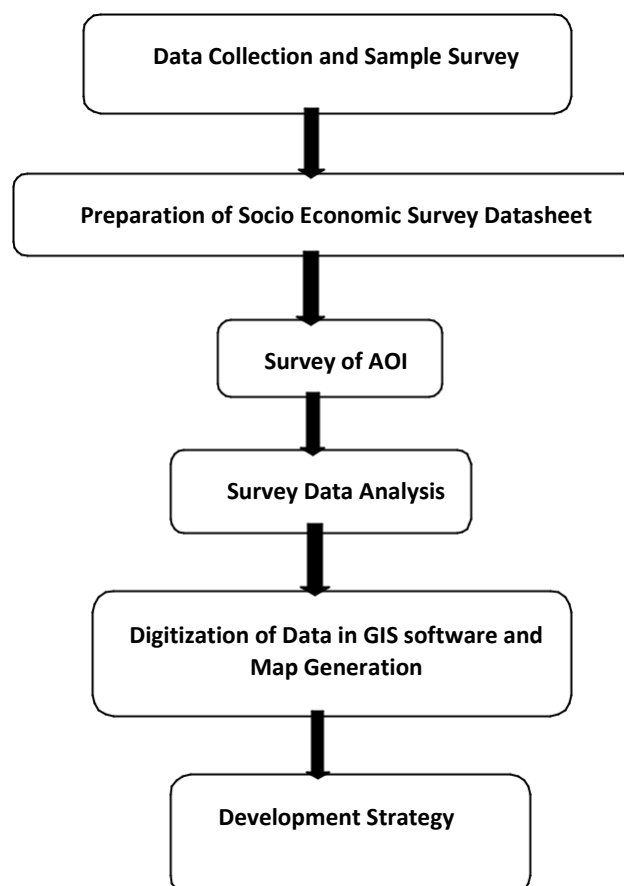 Data Collection and Sample Survey
Preparation of Socio Economic Survey Datasheet
Survey of AOI
Survey Data Analysis
Digitization of Data in GIS software and
Map Generation
Development Strategy